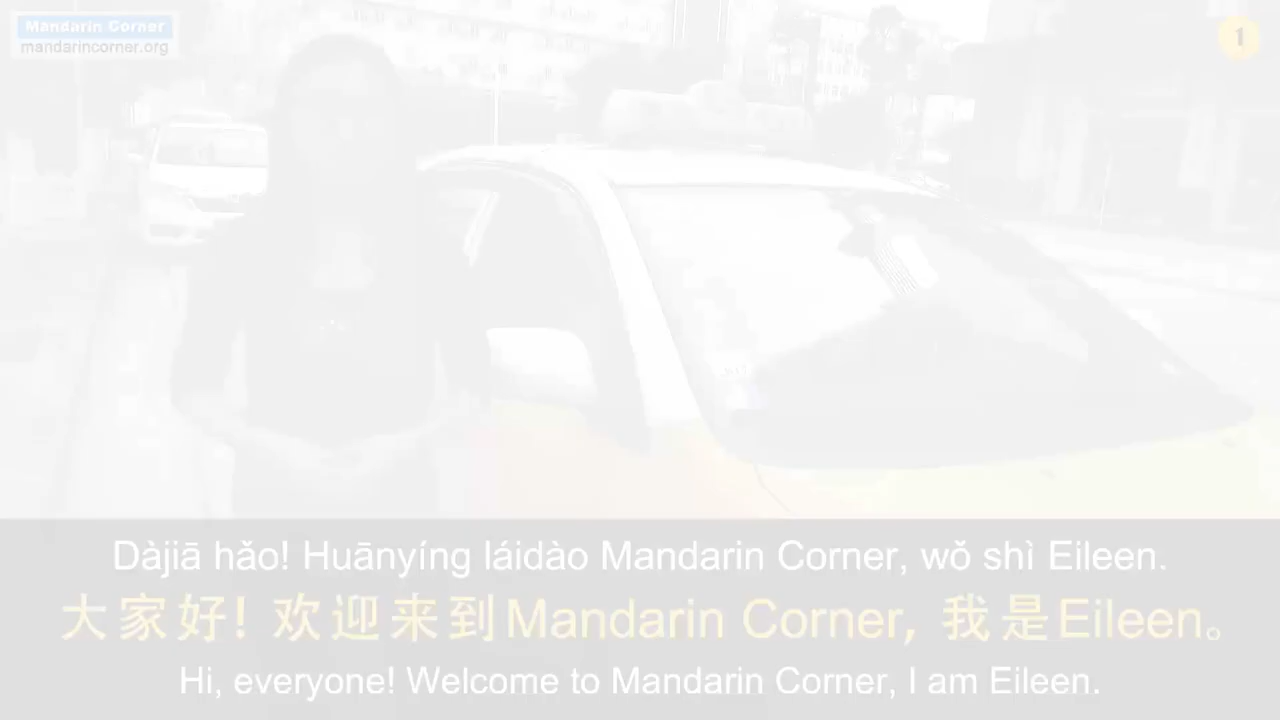 Mandarin Corner
mandarincorner.org
1
Dàjiā hǎo! Huānyíng láidào Mandarin Corner, wǒ shì Eileen.
大家好! 欢迎来到Mandarin Corner, 我是Eileen。
Hi, everyone! Welcome to Mandarin Corner, I am Eileen.